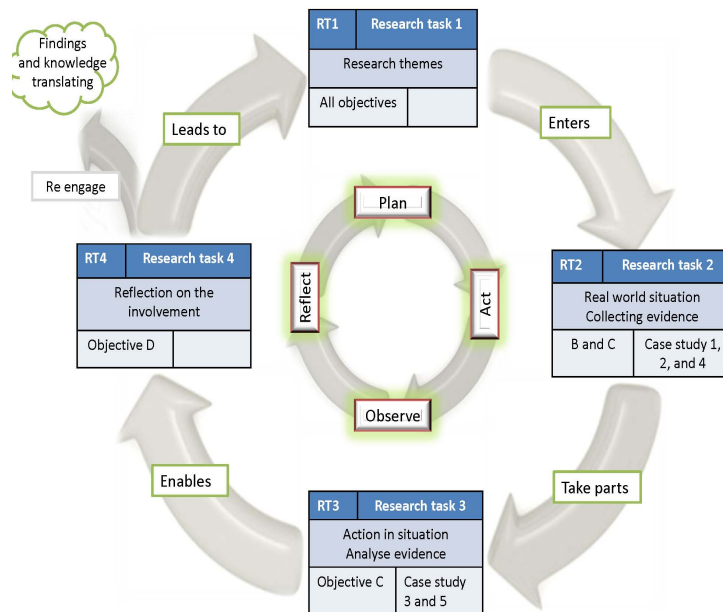 Findings
and knowledge
translating
RT1 Research task 1
Research themes
All objectives
Leads to
Enters
Re engage
Plan
RT4 Research task 4
Reflection on the
involvement
Objective D
Reflect
Act
RT2 Research task 2
Real world situation
Collecting evidence
B and C
Case study 1,
2, and 4
Observe
Enables
Take parts
RT3 Research task 3
Action in situation
Analyse evidence
Objective C
Case study
3 and 5